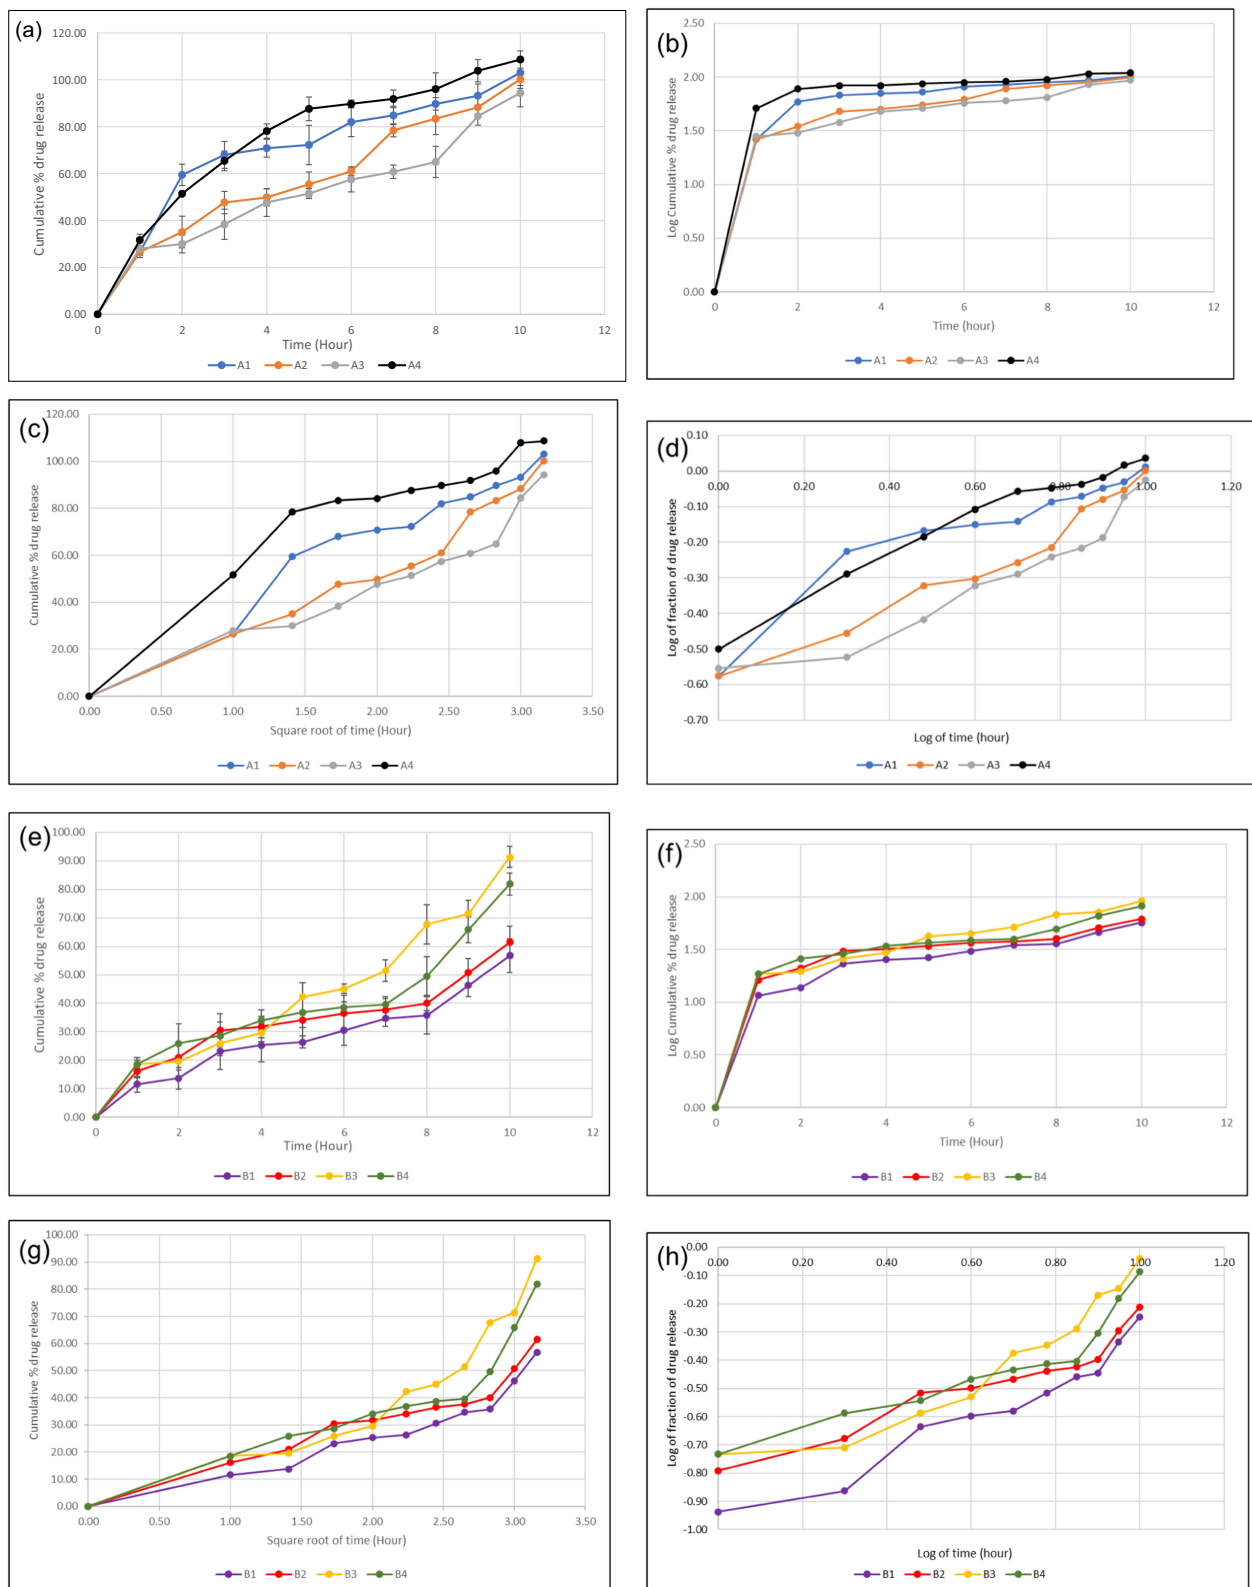 (a)
Cumulative % drug release
120.00
100.00
80.00
60.00
40.00
20.00
0.00
0 2 4 6 8 10 12
Time (Hour)
A1 A2 A3 A4
(b)
Log Cumulative % drug release
2.50
2.00
1.50
1.00
0.50
0.00
0 2 4 6 8 10 12
Time (hour)
A1 A2 A3 A4
(c)
Cumulative % drug release
120.00
100.00
80.00
60.00
40.00
20.00
0.00
0.00 0.50 1.00 1.50 2.00 2.50 3.00 3.50
Square root of time (Hour)
A1 A2 A3 A4
(d)
Log of fraction of drug release
0.10
0.00
0.00 0.20 0.40 0.60 0.80 1.00 1.20
-0.10
-0.20
-0.30
-0.40
-0.50
-0.60
-0.70
Log of time (hour)
A1 A2 A3 A4
(e)
Cumulative % drug release
100.00
90.00
80.00
70.00
60.00
50.00
40.00
30.00
20.00
10.00
0.00
0 2 4 6 8 10 12
Time (Hour)
B1 B2 B3 B4
(f)
Log Cumulative % drug release
2.50
2.00
1.50
1.00
0.50
0.00
0 2 4 6 8 10 12
Time (Hour)
B1 B2 B3 B4
(g)
Cumulative % drug release
100.00
90.00
80.00
70.00
60.00
50.00
40.00
30.00
20.00
10.00
0.00
0.00 0.50 1.00 1.50 2.00 2.50 3.00 3.50
Square root of time (Hour)
B1 B2 B3 B4
(h)
Log of fraction of drug release
0.00
0.00 0.20 0.40 0.60 0.80 1.00 1.20
-0.10
-0.20
-0.30
-0.40
-0.50
-0.60
-0.70
-0.80
-0.90
-1.00
Log of time (hour)
B1 B2 B3 B4